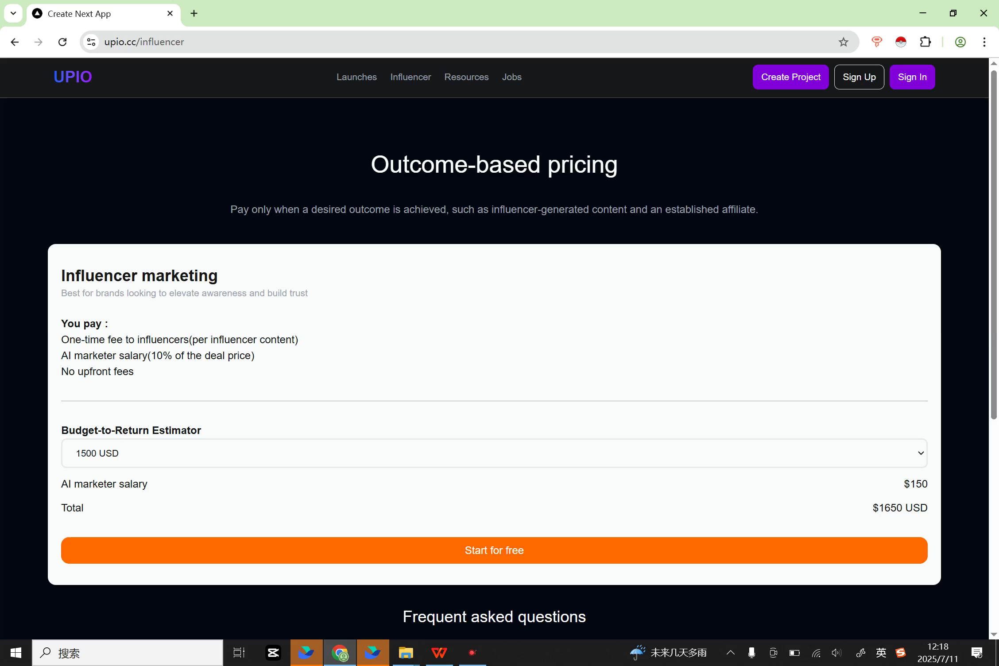 Create Next App
upio.cc/influencer
UPIO
Launches Influencer Resources Jobs
Create Project Sign Up Sign In
Outcome-based pricing
Pay only when a desired outcome is achieved, such as influencer-generated content and an established affiliate.
Influencer marketing
Best for brands looking to elevate awareness and build trust
You pay :
One-time fee to influencers(per influencer content)
AI marketer salary(10% of the deal price)
No upfront fees
Budget-to-Return Estimator
1500 USD
AI marketer salary $150
Total $1650 USD
Start for free
Frequent asked questions
搜索
未来几天多雨
英
12:18
2025/7/11